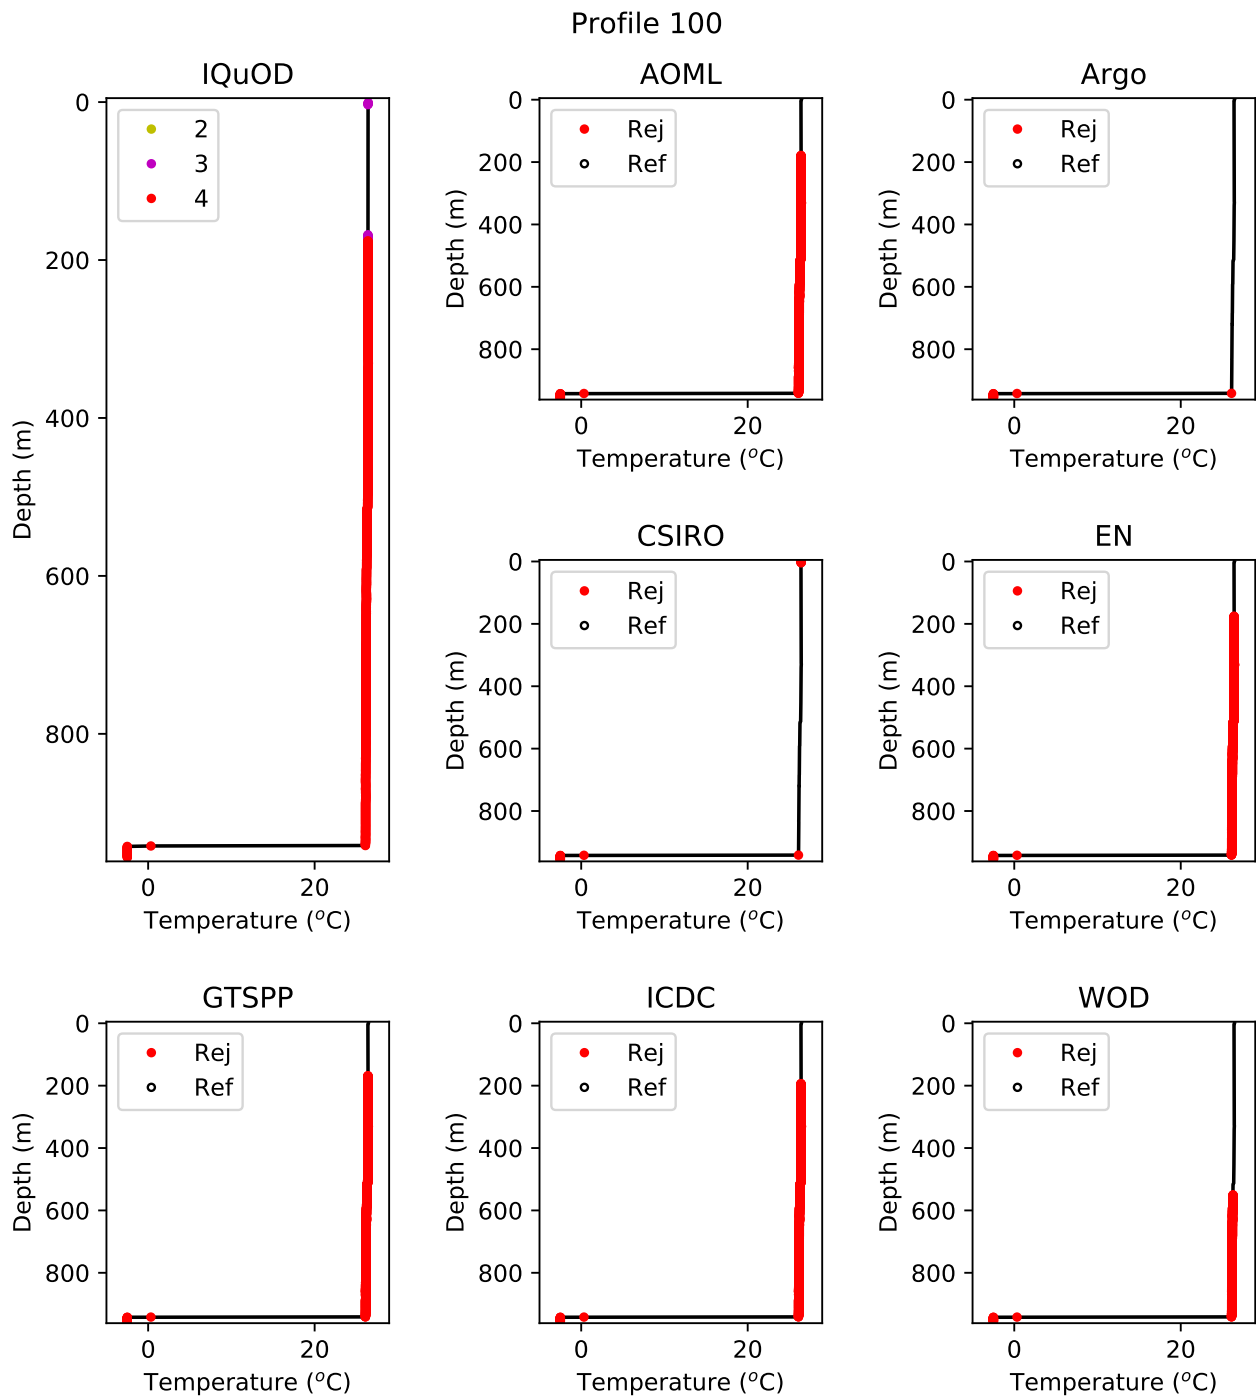 Profile 100
IQuOD
0
200
400
600
800
Depth (m)
2
3
4
0 20
Temperature (°C)
AOML
0
200
400
600
800
Depth (m)
Rej
Ref
0 20
Temperature (°C)
Argo
0
200
400
600
800
Depth (m)
Rej
Ref
0 20
Temperature (°C)
CSIRO
0
200
400
600
800
Depth (m)
Rej
Ref
0 20
Temperature (°C)
EN
0
200
400
600
800
Depth (m)
Rej
Ref
0 20
Temperature (°C)
GTSPP
0
200
400
600
800
Depth (m)
Rej
Ref
0 20
Temperature (°C)
ICDC
0
200
400
600
800
Depth (m)
Rej
Ref
0 20
Temperature (°C)
WOD
0
200
400
600
800
Depth (m)
Rej
Ref
0 20
Temperature (°C)